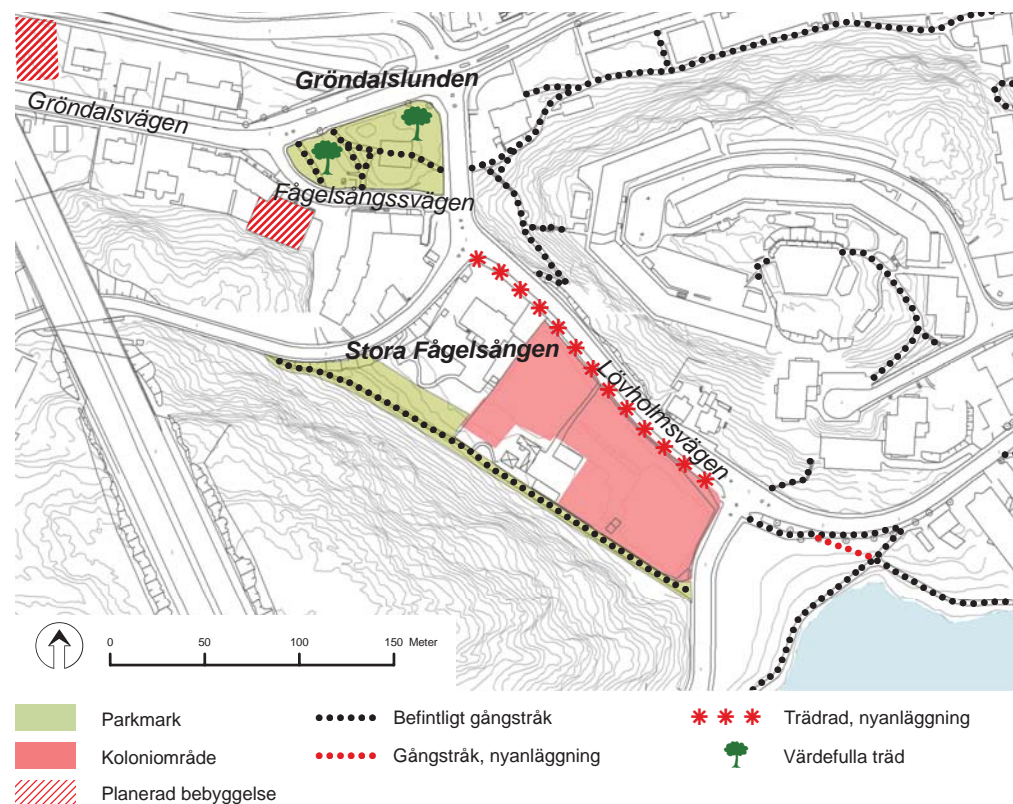 Gröndalslunden
Gröndalsvägen
Fågelsångssvägen
Stora Fågelsången
Lövholmsvägen
0 50 100 150 Meter
Parkmark
Befintligt gångstråk
Trädrad, nyanläggning
Koloniområde
Gångstråk, nyanläggning
Värdefulla träd
Planerad bebyggelse